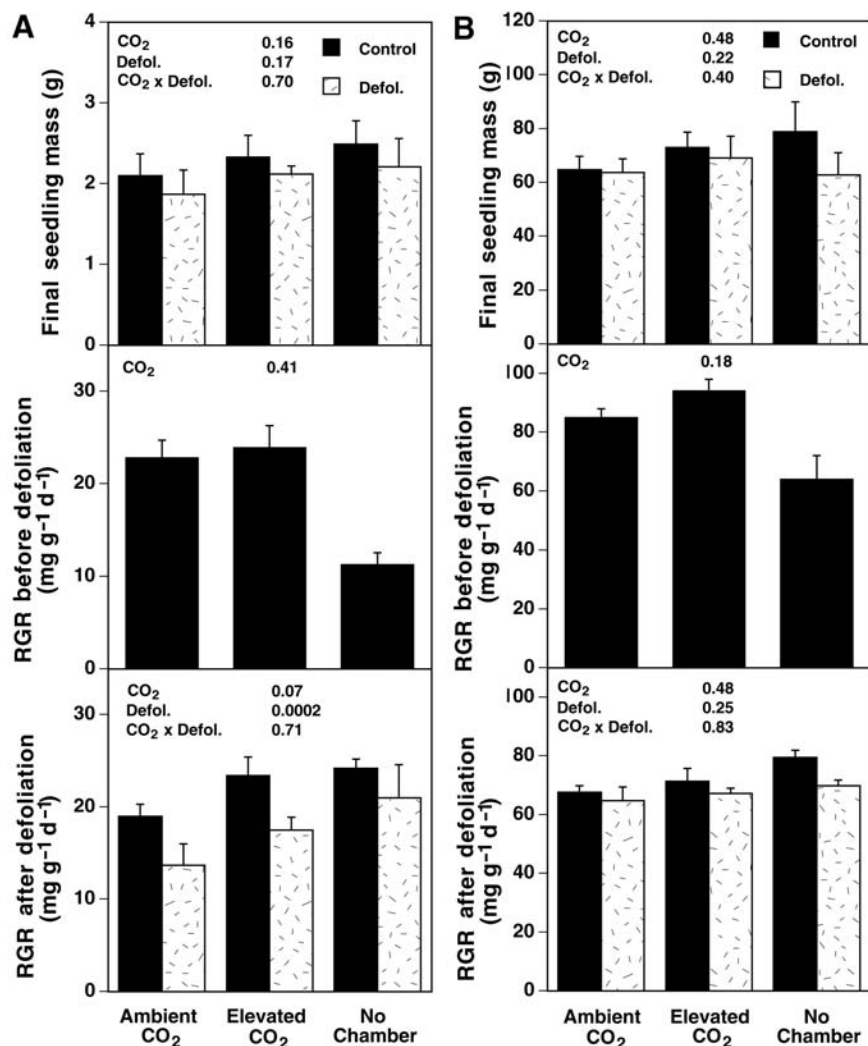 A
Final seedling mass (g)
4
3
2
1
0
CO₂ 0.16
Defol. 0.17
CO₂ x Defol. 0.70
Control
Defol.
RGR before defoliation
(mg g⁻¹ d⁻¹)
30
20
10
0
CO₂ 0.41
RGR after defoliation
(mg g⁻¹ d⁻¹)
30
20
10
0
CO₂ 0.07
Defol. 0.0002
CO₂ x Defol. 0.71
Ambient
CO₂
Elevated
CO₂
No
Chamber
B
Final seedling mass (g)
120
100
80
60
40
20
0
CO₂ 0.48
Defol. 0.22
CO₂ x Defol. 0.40
Control
Defol.
RGR before defoliation
(mg g⁻¹ d⁻¹)
100
80
60
40
20
0
CO₂ 0.18
RGR after defoliation
(mg g⁻¹ d⁻¹)
100
80
60
40
20
0
CO₂ 0.48
Defol. 0.25
CO₂ x Defol. 0.83
Ambient
CO₂
Elevated
CO₂
No
Chamber